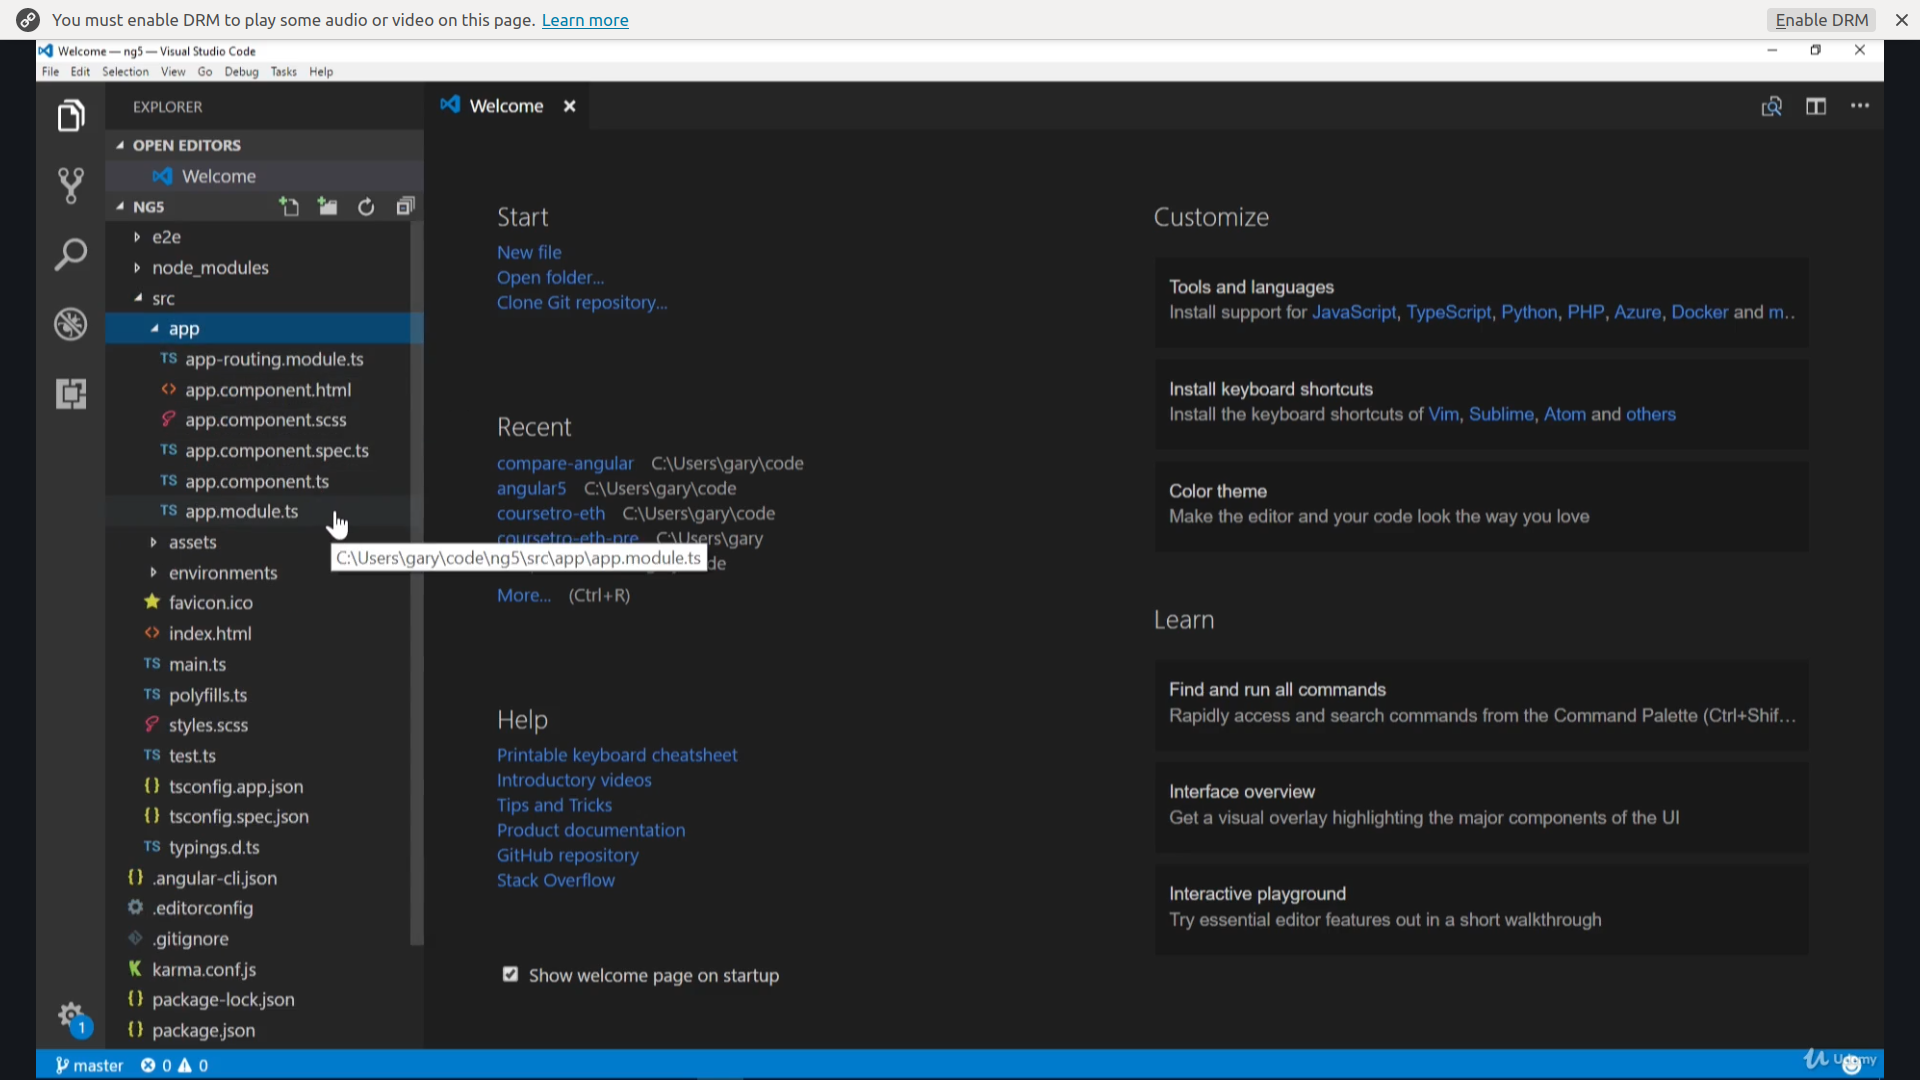 You must enable DRM to play some audio or video on this page. Learn more
Enable DRM
Welcome — ng5 — Visual Studio Code
File Edit Selection View Go Debug Tasks Help
EXPLORER
OPEN EDITORS
Welcome
NG5
e2e
node_modules
src
app
TS app-routing.module.ts
<> app.component.html
app.component.scss
TS app.component.spec.ts
TS app.component.ts
TS app.module.ts
assets
environments
favicon.ico
<> index.html
TS main.ts
TS polyfills.ts
styles.scss
TS test.ts
{} tsconfig.app.json
{} tsconfig.spec.json
TS typings.d.ts
{} .angular-cli.json
.editorconfig
.gitignore
K karma.conf.js
{} package-lock.json
{} package.json
1
Welcome
Start
New file
Open folder...
Clone Git repository...
Recent
compare-angular C:\Users\gary\code
angular5 C:\Users\gary\code
coursetro-eth C:\Users\gary\code
coursetro-eth-pre C:\Users\gary
C:\Users\gary\code\ng5\src\app\app.module.ts
de
More... (Ctrl+R)
Help
Printable keyboard cheatsheet
Introductory videos
Tips and Tricks
Product documentation
GitHub repository
Stack Overflow
Show welcome page on startup
Customize
Tools and languages
Install support for JavaScript, TypeScript, Python, PHP, Azure, Docker and m..
Install keyboard shortcuts
Install the keyboard shortcuts of Vim, Sublime, Atom and others
Color theme
Make the editor and your code look the way you love
Learn
Find and run all commands
Rapidly access and search commands from the Command Palette (Ctrl+Shif...
Interface overview
Get a visual overlay highlighting the major components of the UI
Interactive playground
Try essential editor features out in a short walkthrough
master 0 0
Udemy